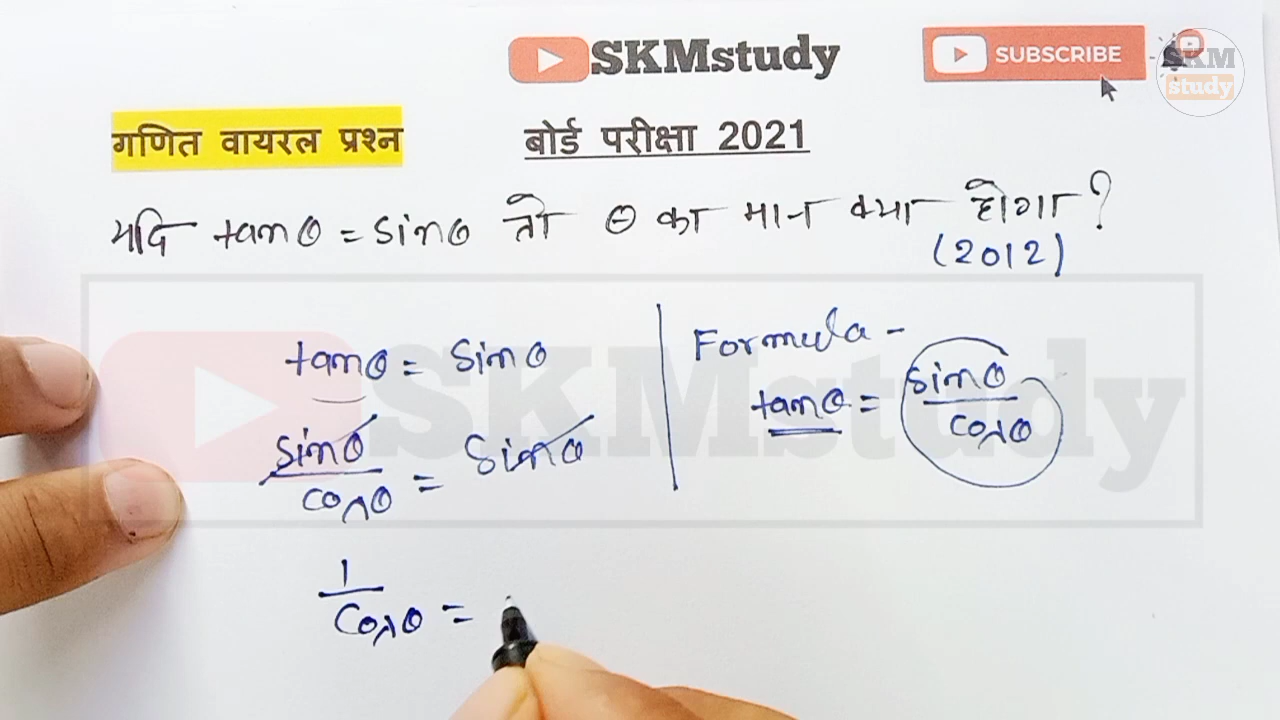 SKMstudy SUBSCRIBE SKM study
गणित वायरल प्रश्न बोर्ड परीक्षा 2021
यदि tanθ = sinθ तो θ का मान क्या होगा?
(2012)
tanθ = sinθ
sinθ/cosθ = sinθ
1/cosθ =
Formula -
tanθ = sinθ/cosθ
SKMstudy